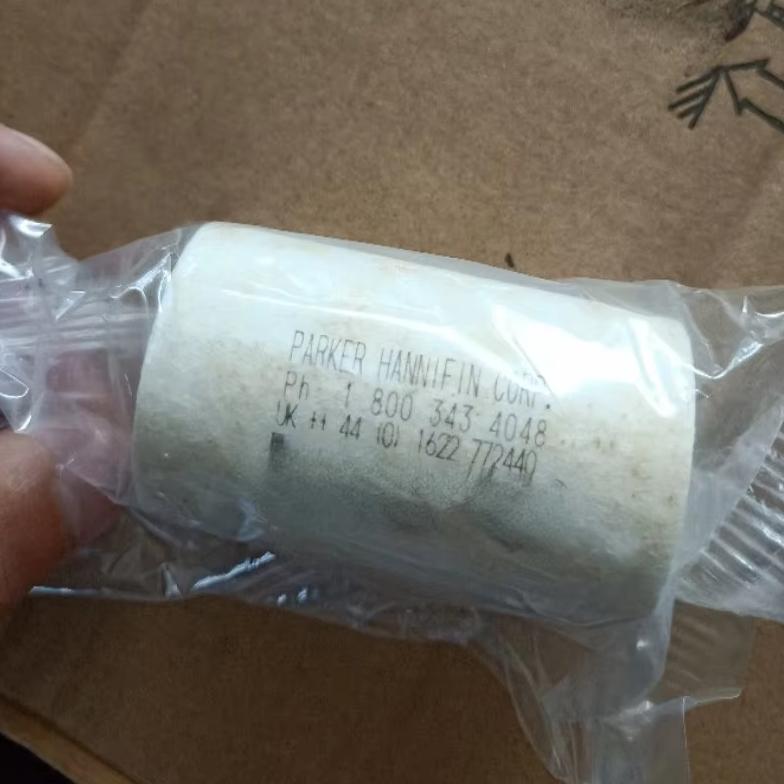 PARKER HANNIFIN CORP.
Ph 1 800 343 4048
UK ++ 44 (0) 1622 772440